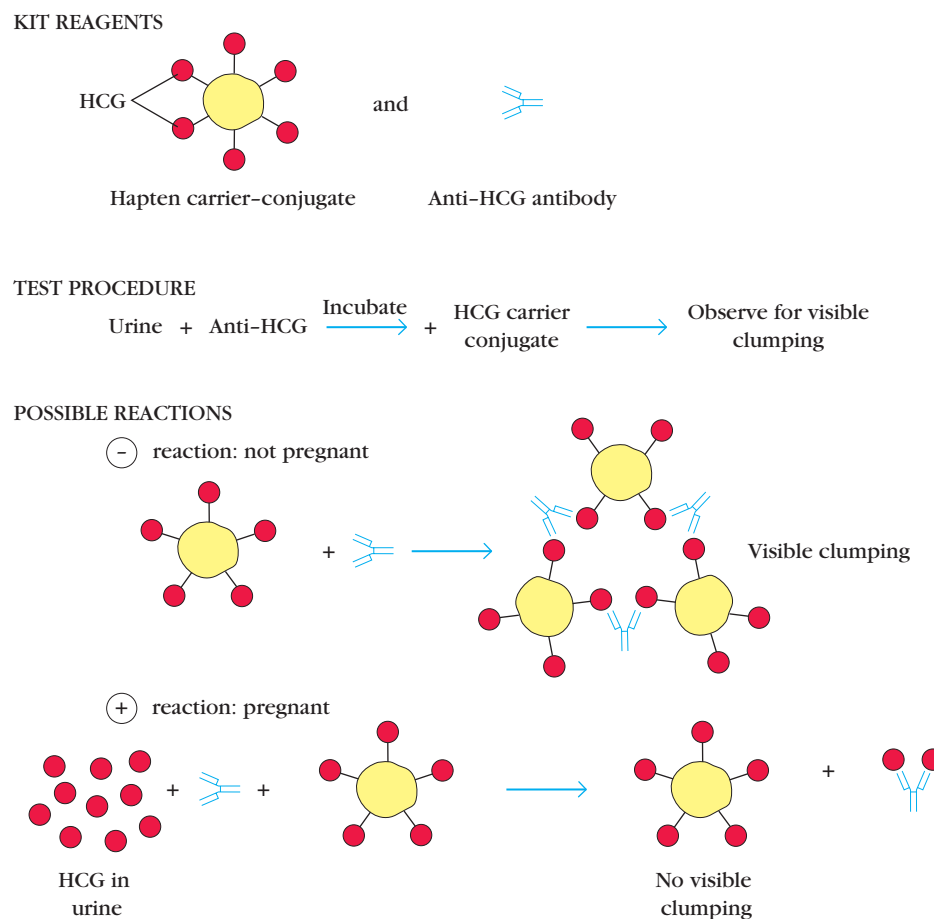 KIT REAGENTS
HCG
and
Hapten carrier–conjugate
Anti–HCG antibody
TEST PROCEDURE
Urine + Anti–HCG Incubate + HCG carrier Observe for visible
conjugate clumping
POSSIBLE REACTIONS
− reaction: not pregnant
+
Visible clumping
+ reaction: pregnant
+ + +
HCG in No visible
urine clumping